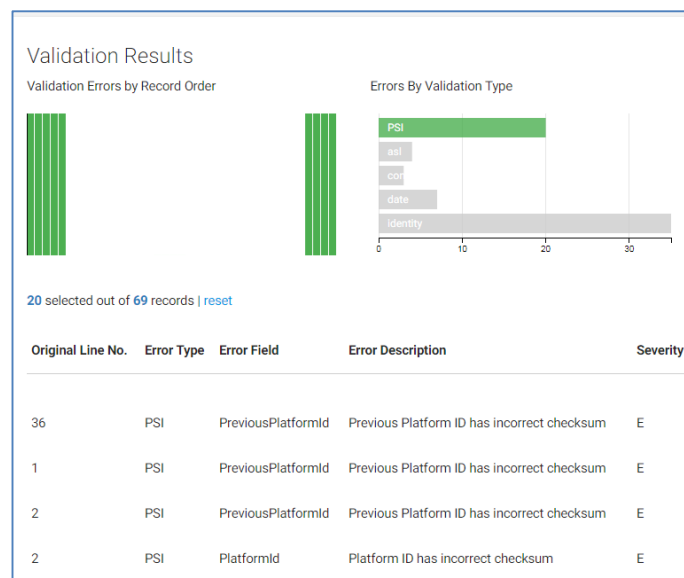 Validation Results
Validation Errors by Record Order
Errors By Validation Type
PSI
asl
cor
date
identity
0 10 20 30
20 selected out of 69 records | reset
Original Line No. Error Type Error Field Error Description Severity
36 PSI PreviousPlatformId Previous Platform ID has incorrect checksum E
1 PSI PreviousPlatformId Previous Platform ID has incorrect checksum E
2 PSI PreviousPlatformId Previous Platform ID has incorrect checksum E
2 PSI PlatformId Platform ID has incorrect checksum E